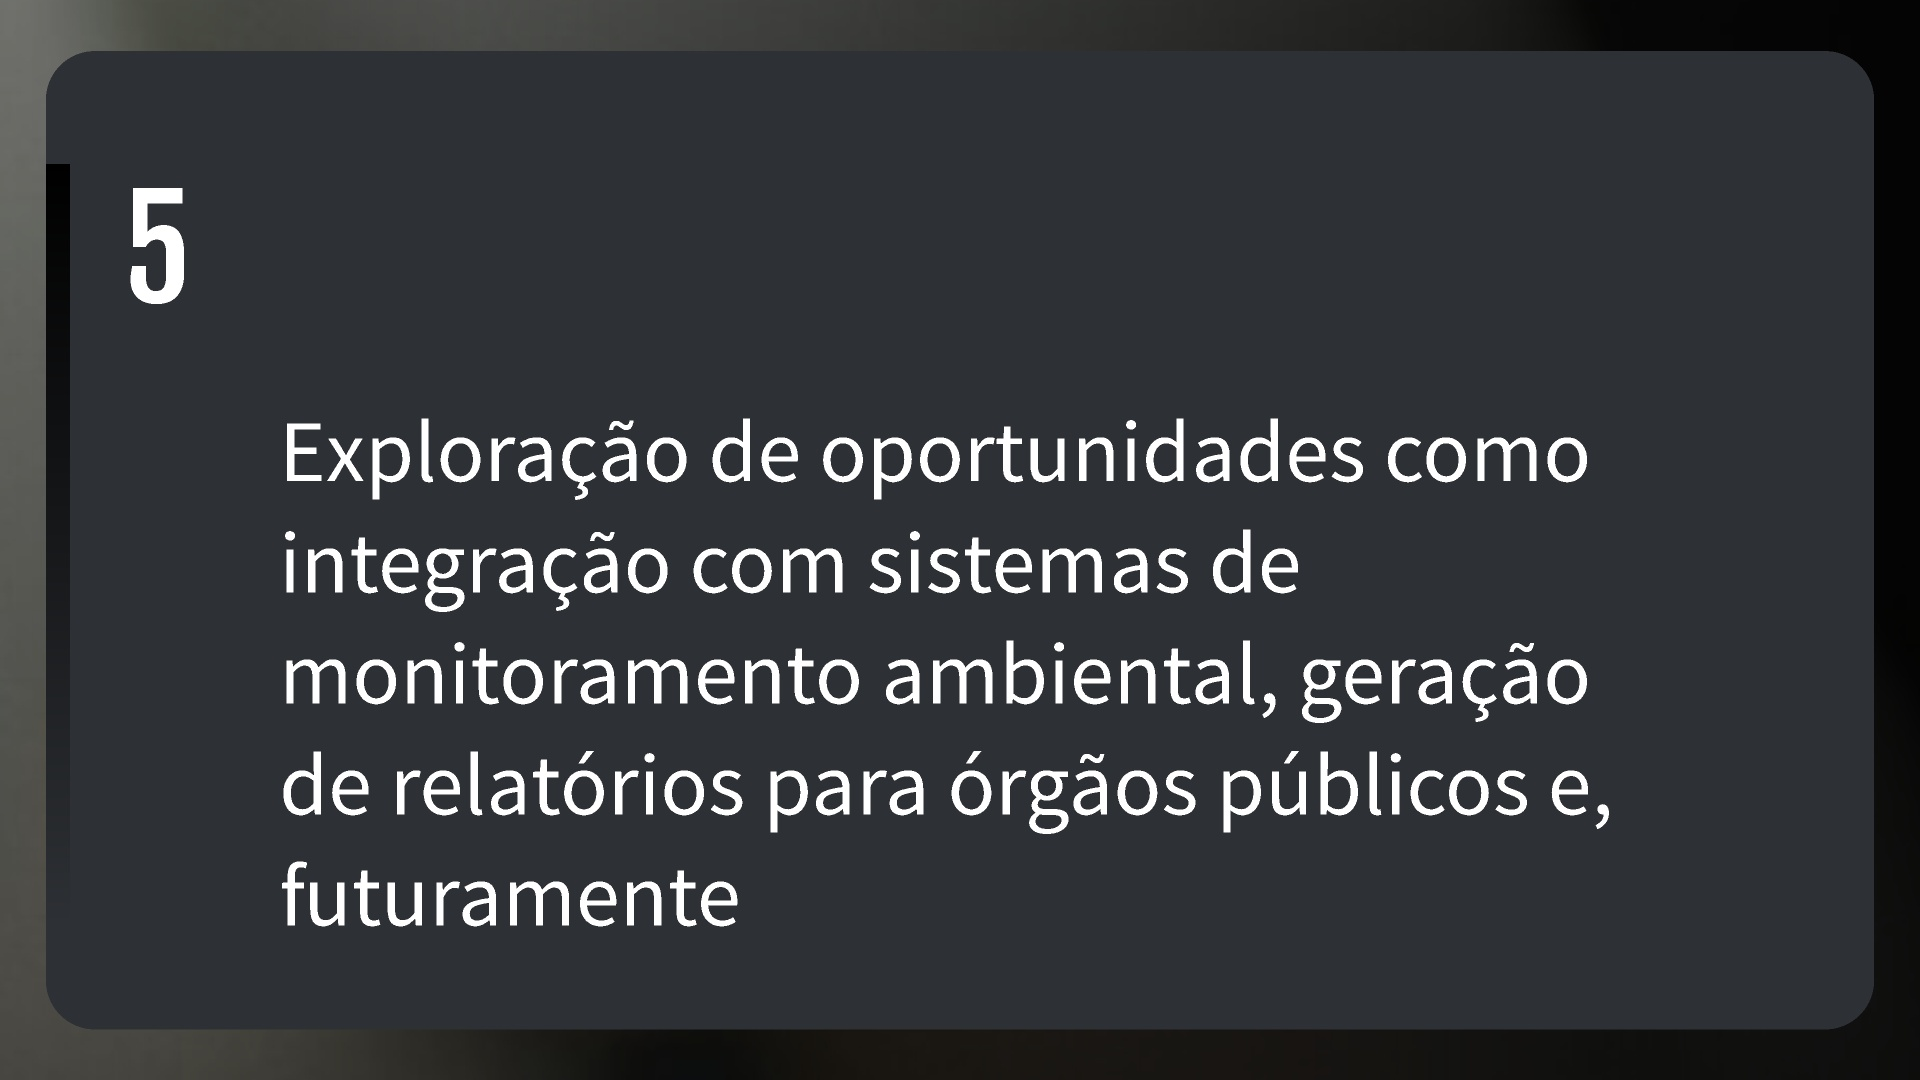 5
Exploração de oportunidades como
integração com sistemas de
monitoramento ambiental, geração
de relatórios para órgãos públicos e,
futuramente